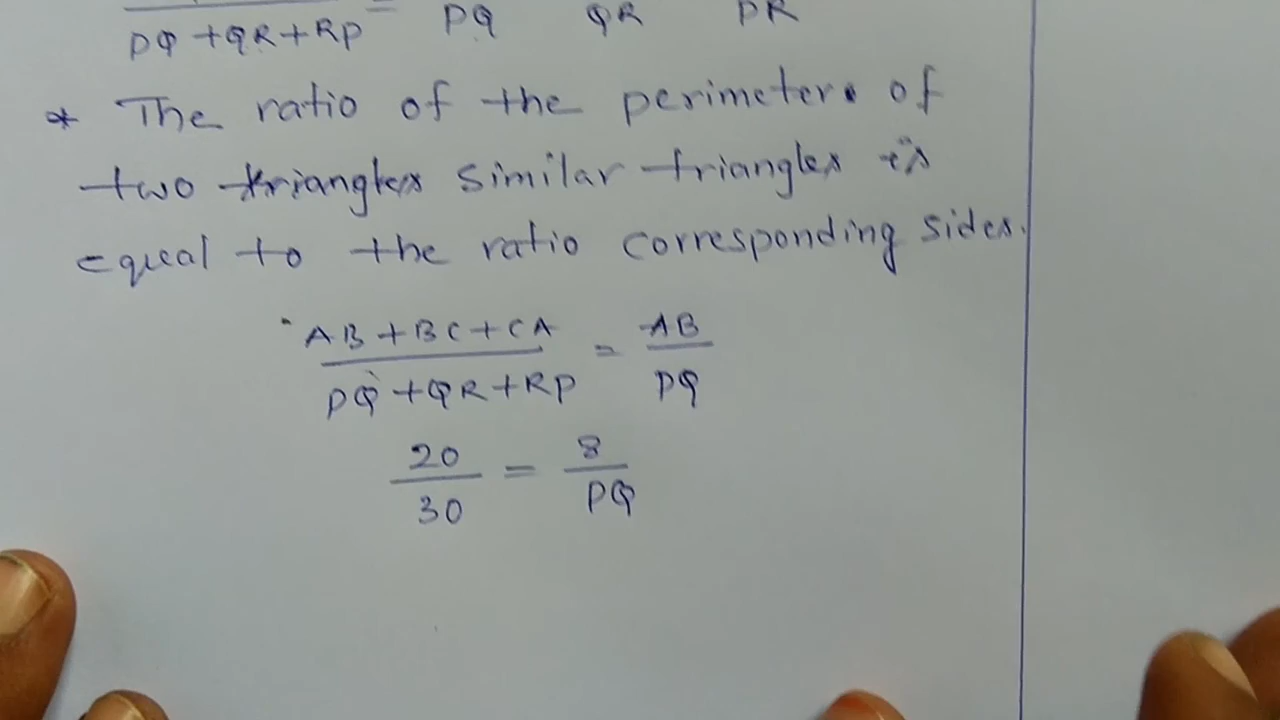 PQ+QR+RP = PQ QR PR
* The ratio of the perimeter of
two triangles similar triangles is
equal to the ratio corresponding sides.
AB+BC+CA / PQ+QR+RP = AB / PQ
20 / 30 = 8 / PQ